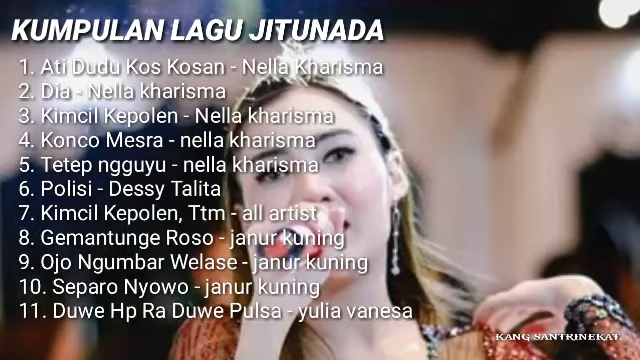 KUMPULAN LAGU JITUNADA
1. Ati Dudu Kos Kosan - Nella Kharisma
2. Dia - Nella kharisma
3. Kimcil Kepolen - Nella kharisma
4. Konco Mesra - nella kharisma
5. Tetep ngguyu - nella kharisma
6. Polisi - Dessy Talita
7. Kimcil Kepolen, Ttm - all artist
8. Gemantunge Roso - janur kuning
9. Ojo Ngumbar Welase - janur kuning
10. Separo Nyowo - janur kuning
11. Duwe Hp Ra Duwe Pulsa - yulia vanesa
KANG SANTRINEKAT